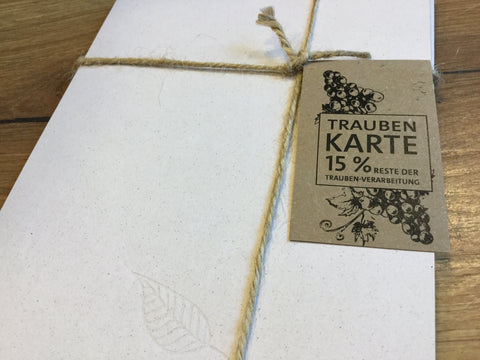 TRAUBEN
KARTE
15 % RESTE DER
TRAUBEN-VERARBEITUNG